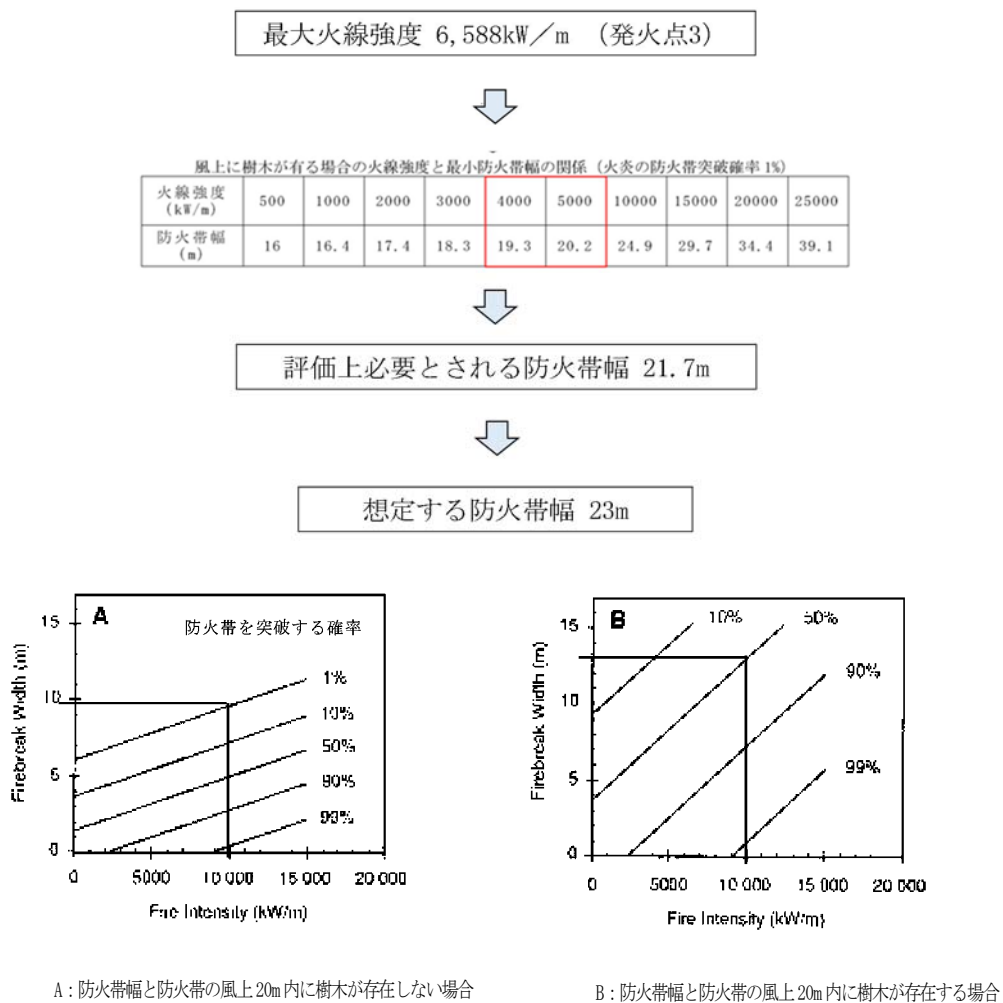 最大火線強度 6,588kW／m （発火点3）
風上に樹木が有る場合の火線強度と最小防火帯幅の関係（火炎の防火帯突破確率 1%）
火線強度 (kW/m) 500 1000 2000 3000 4000 5000 10000 15000 20000 25000
防火帯幅 (m) 16 16.4 17.4 18.3 19.3 20.2 24.9 29.7 34.4 39.1
評価上必要とされる防火帯幅 21.7m
想定する防火帯幅 23m
A
防火帯を突破する確率
1%
10%
50%
90%
99%
15
10
5
0
Firebreak Width (m)
0 5000 10 000 15 000 20 000
Fire Intensity (kW/m)
B
10% 50%
90%
99%
15
10
5
0
Firebreak Width (m)
0 5000 10 000 15 000 20 000
Fire Intensity (kW/m)
A：防火帯幅と防火帯の風上20m内に樹木が存在しない場合
B：防火帯幅と防火帯の風上20m内に樹木が存在する場合